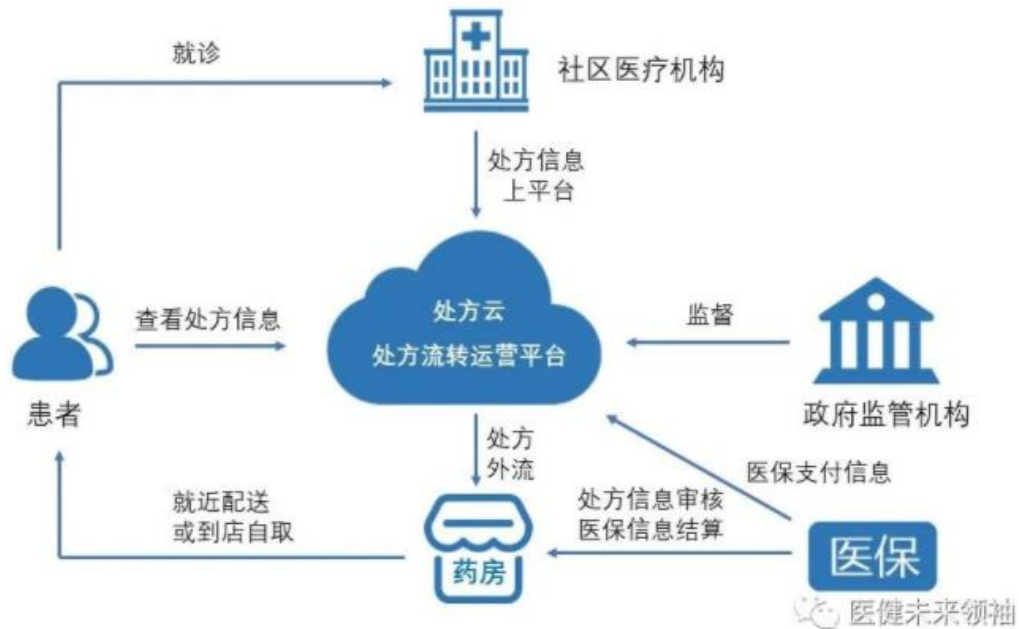 就诊
社区医疗机构
处方信息
上平台
处方云
处方流转运营平台
查看处方信息
监督
患者
政府监管机构
处方
外流
医保支付信息
就近配送
或到店自取
处方信息审核
医保信息结算
药房
医保
医健未来领袖